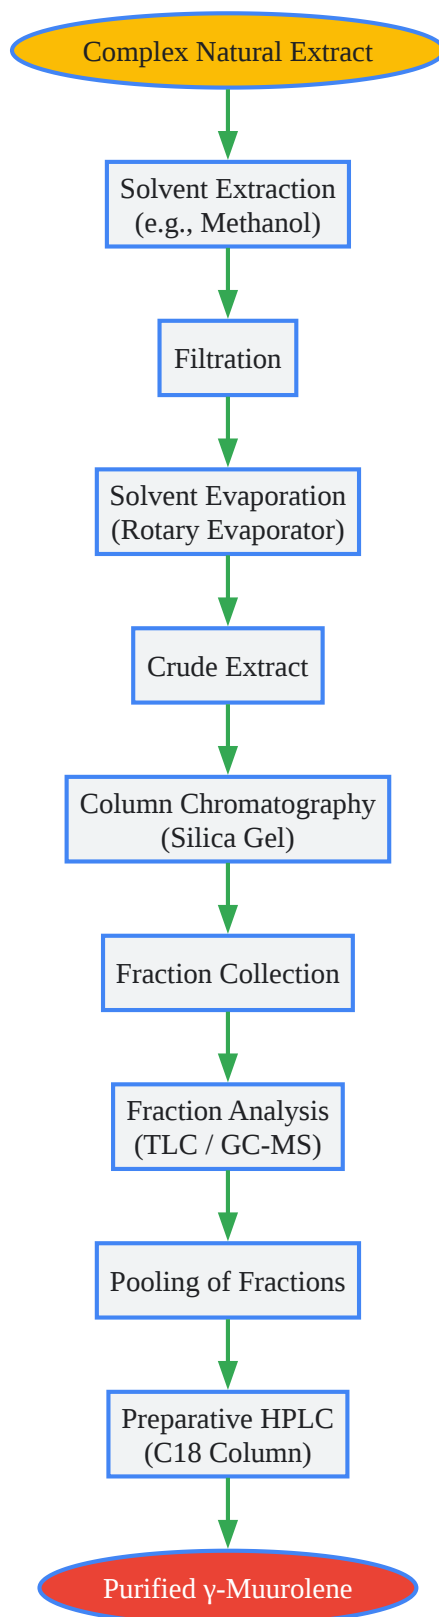 Complex Natural Extract
Solvent Extraction
(e.g., Methanol)
Filtration
Solvent Evaporation
(Rotary Evaporator)
Crude Extract
Column Chromatography
(Silica Gel)
Fraction Collection
Fraction Analysis
(TLC / GC-MS)
Pooling of Fractions
Preparative HPLC
(C18 Column)
Purified γ-Muurolene